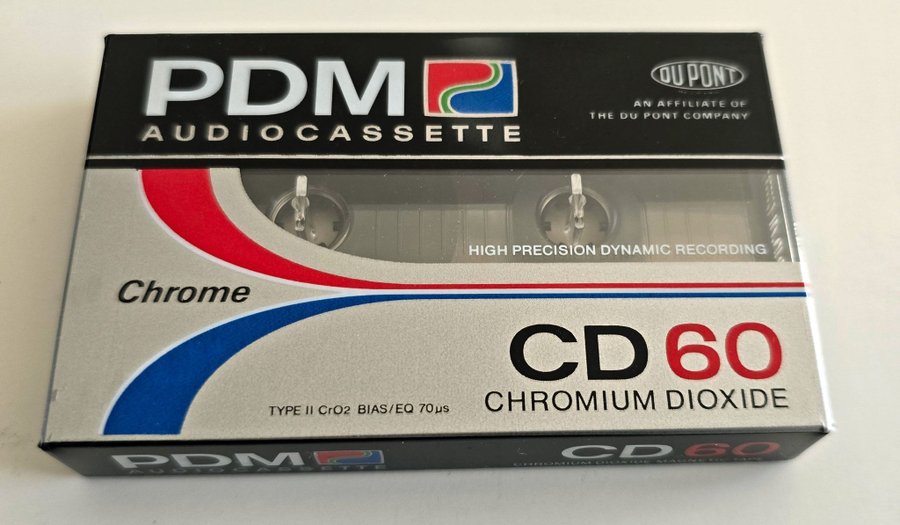 PDM
AUDIOCASSETTE
DU PONT
AN AFFILIATE OF
THE DU PONT COMPANY
HIGH PRECISION DYNAMIC RECORDING
Chrome
CD 60
CHROMIUM DIOXIDE
TYPE II CrO2 BIAS/EQ 70µs
PDM
AUDIOCASSETTE
CD 60
CHROMIUM DIOXIDE MAGNETIC